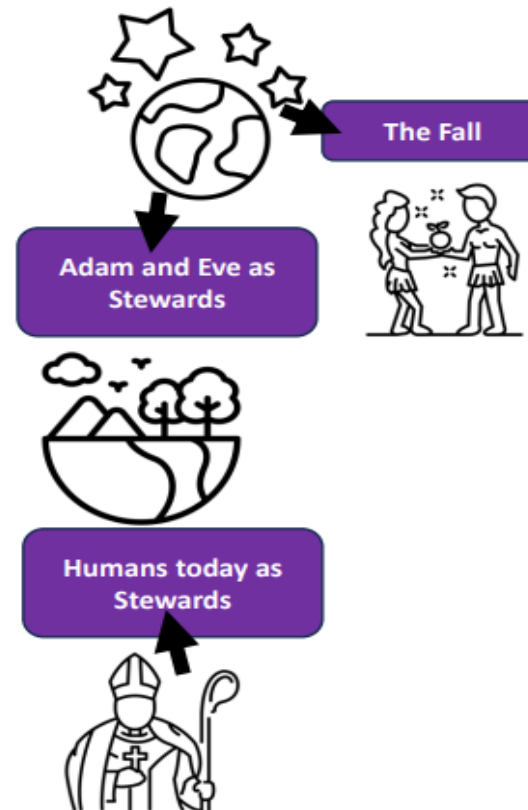 The Fall
Adam and Eve as
Stewards
Humans today as
Stewards